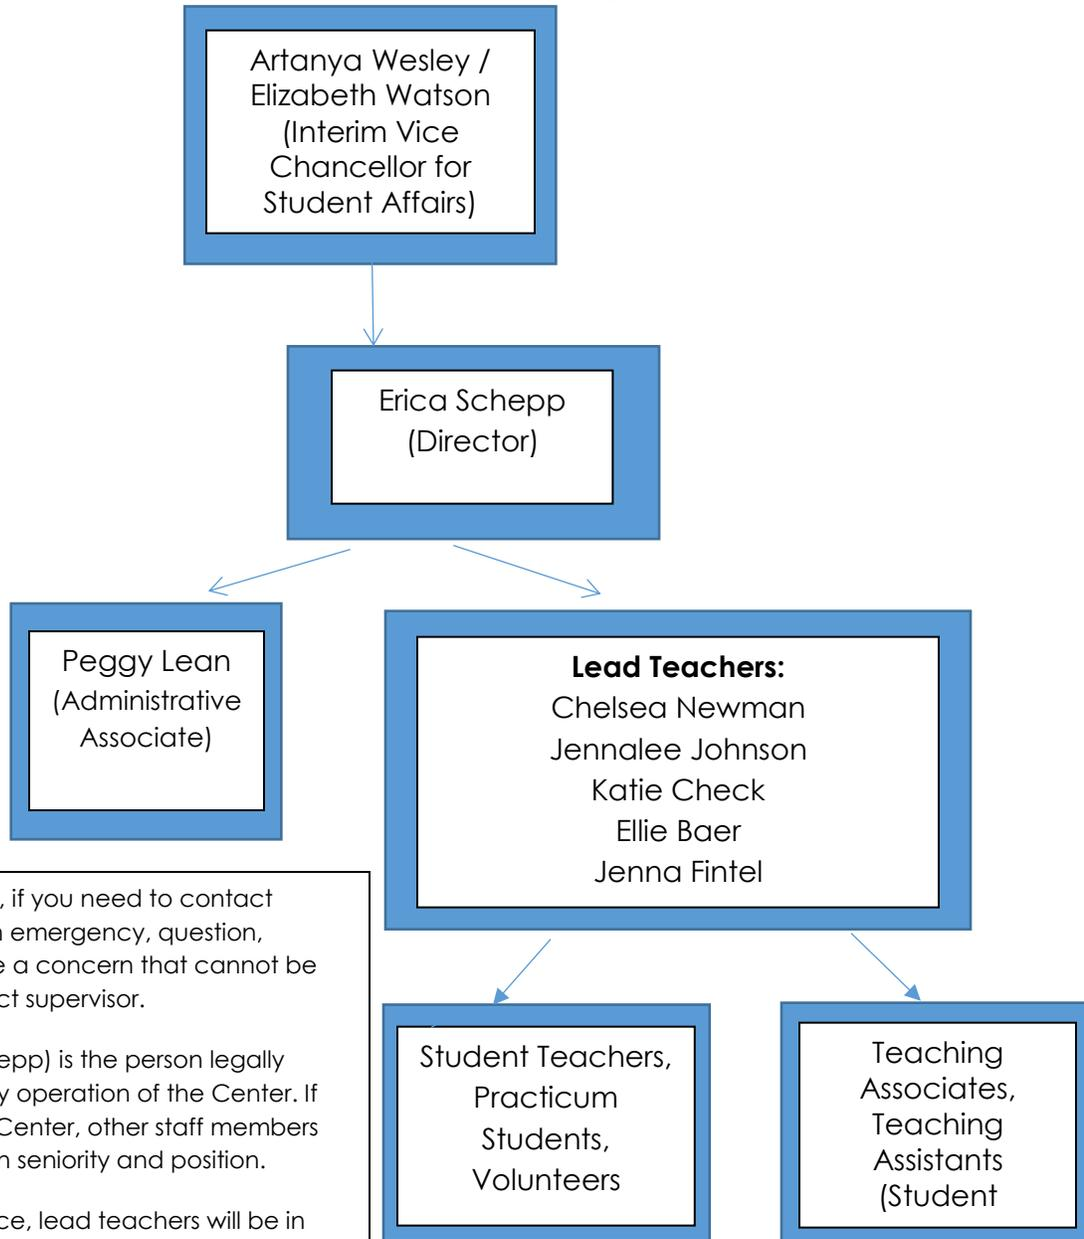 Artanya Wesley /
Elizabeth Watson
(Interim Vice
Chancellor for
Student Affairs)
Erica Schepp
(Director)
Peggy Lean
(Administrative
Associate)
Lead Teachers:
Chelsea Newman
Jennalee Johnson
Katie Check
Ellie Baer
Jenna Fintel
, if you need to contact
emergency, question,
a concern that cannot be
supervisor.
is the person legally
operation of the Center. If
Center, other staff members
seniority and position.
lead teachers will be in
Student Teachers,
Practicum
Students,
Volunteers
Teaching
Associates,
Teaching
Assistants
(Student